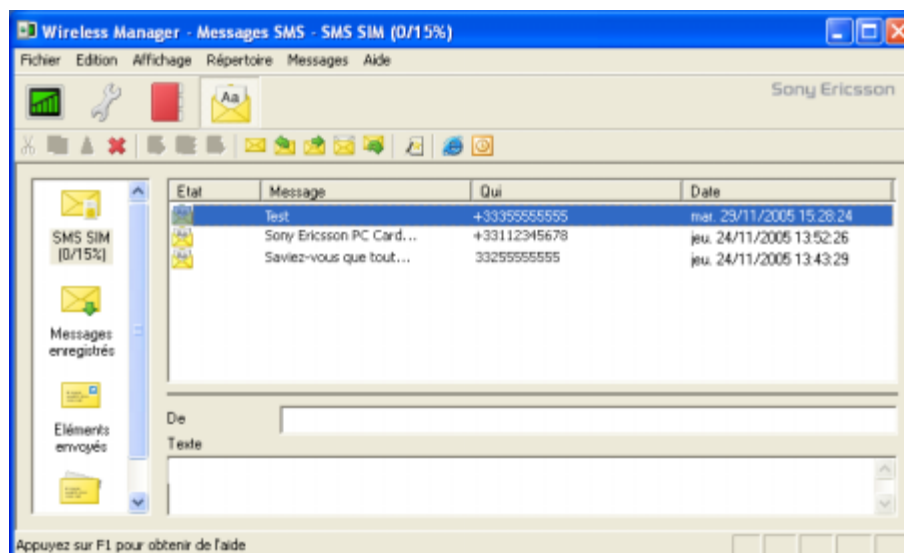 Wireless Manager - Messages SMS - SMS SIM (0/15%)
Fichier Edition Affichage Répertoire Messages Aide
Aa
Sony Ericsson
Etat Message Qui Date
Test +33355555555 mar. 29/11/2005 15:28:24
Sony Ericsson PC Card... +33112345678 jeu. 24/11/2005 13:52:26
Saviez-vous que tout... 33255555555 jeu. 24/11/2005 13:43:29
SMS SIM
(0/15%)
Messages
enregistrés
Eléments
envoyés
De
Texte
Appuyez sur F1 pour obtenir de l'aide